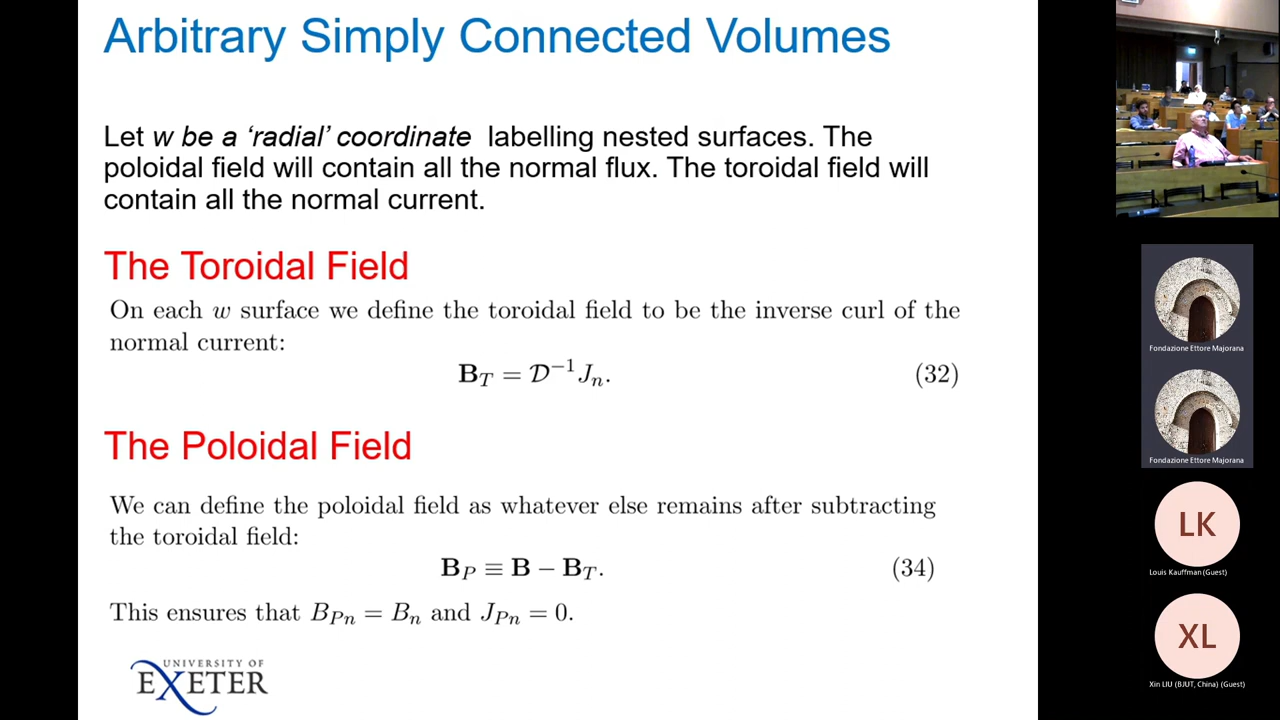 Arbitrary Simply Connected Volumes
Let w be a ‘radial’ coordinate labelling nested surfaces. The
poloidal field will contain all the normal flux. The toroidal field will
contain all the normal current.
The Toroidal Field
On each w surface we define the toroidal field to be the inverse curl of the
normal current:
B_T = 𝒟⁻¹J_n. (32)
The Poloidal Field
We can define the poloidal field as whatever else remains after subtracting
the toroidal field:
B_P ≡ B − B_T. (34)
This ensures that B_{Pn} = B_n and J_{Pn} = 0.
UNIVERSITY OF
EXETER
Fondazione Ettore Majorana
Fondazione Ettore Majorana
LK
Louis Kauffman (Guest)
XL
Xin LIU (BJUT, China) (Guest)